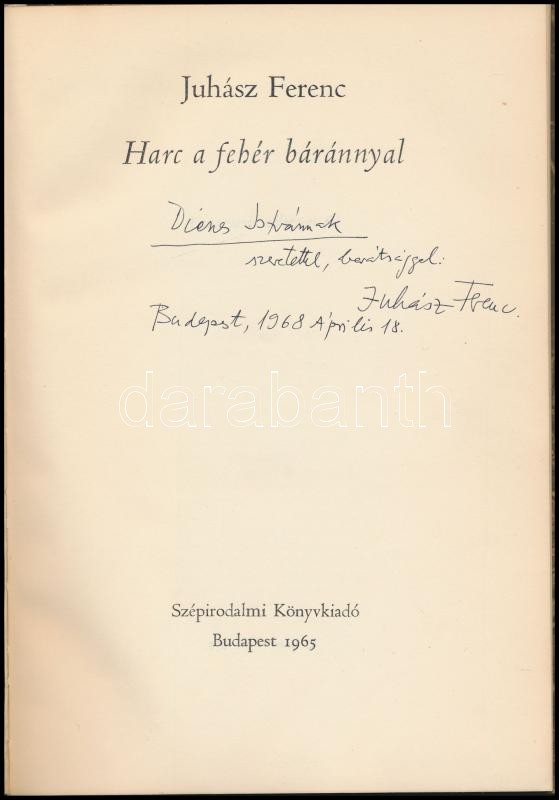 Juhász Ferenc
Harc a fehér báránnyal
Dienes Istvánnak
szeretettel, barátsággal:
Juhász Ferenc.
Budapest, 1968 Április 18.
darabanth
Szépirodalmi Könyvkiadó
Budapest 1965